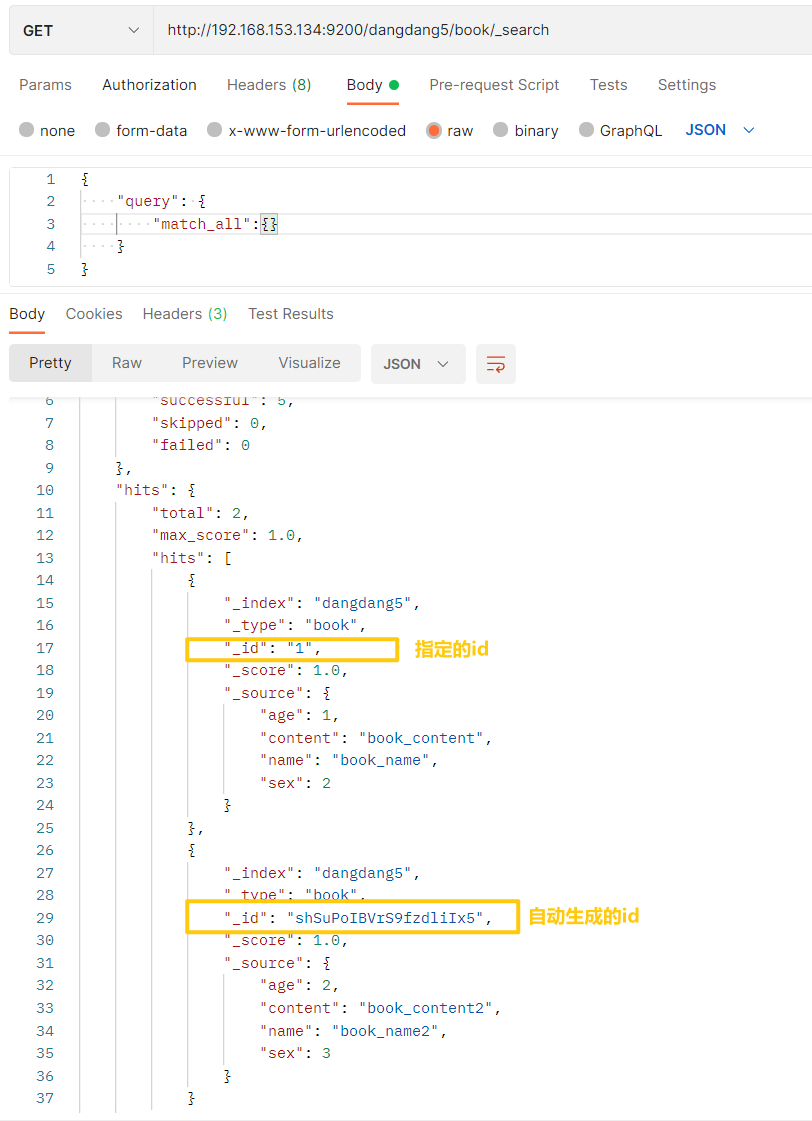 GET http://192.168.153.134:9200/dangdang5/book/_search
Params Authorization Headers (8) Body Pre-request Script Tests Settings
none form-data x-www-form-urlencoded raw binary GraphQL JSON
1 {
2 "query": {
3 "match_all":{}
4 }
5 }
Body Cookies Headers (3) Test Results
Pretty Raw Preview Visualize JSON
6 "successful": 5,
7 "skipped": 0,
8 "failed": 0
9 },
10 "hits": {
11 "total": 2,
12 "max_score": 1.0,
13 "hits": [
14 {
15 "_index": "dangdang5",
16 "_type": "book",
17 "_id": "1", 指定的id
18 "_score": 1.0,
19 "_source": {
20 "age": 1,
21 "content": "book_content",
22 "name": "book_name",
23 "sex": 2
24 }
25 },
26 {
27 "_index": "dangdang5",
28 "_type": "book",
29 "_id": "shSuPoIBVrS9fzdliIx5", 自动生成的id
30 "_score": 1.0,
31 "_source": {
32 "age": 2,
33 "content": "book_content2",
34 "name": "book_name2",
35 "sex": 3
36 }
37 }